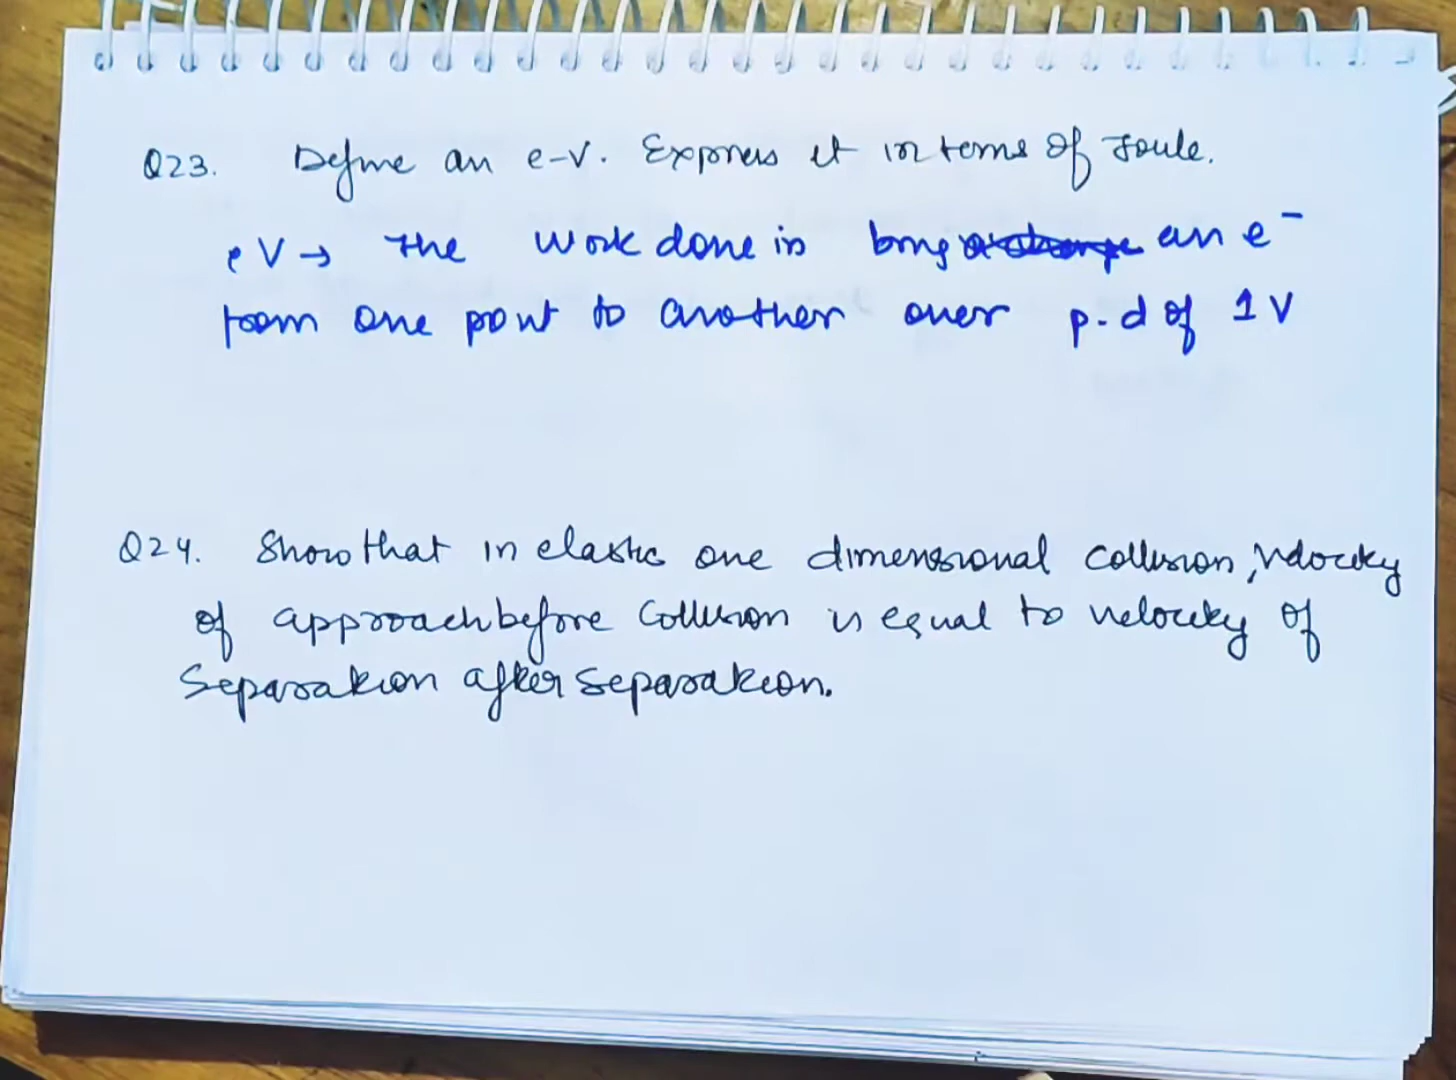 Q23. Define an e-V. Express it in terms of Joule.
eV → the work done in bring an e⁻
from one point to another over p.d of 1V
Q24. Show that in elastic one dimensional collision, velocity
of approach before collision is equal to velocity of
separation after separation.